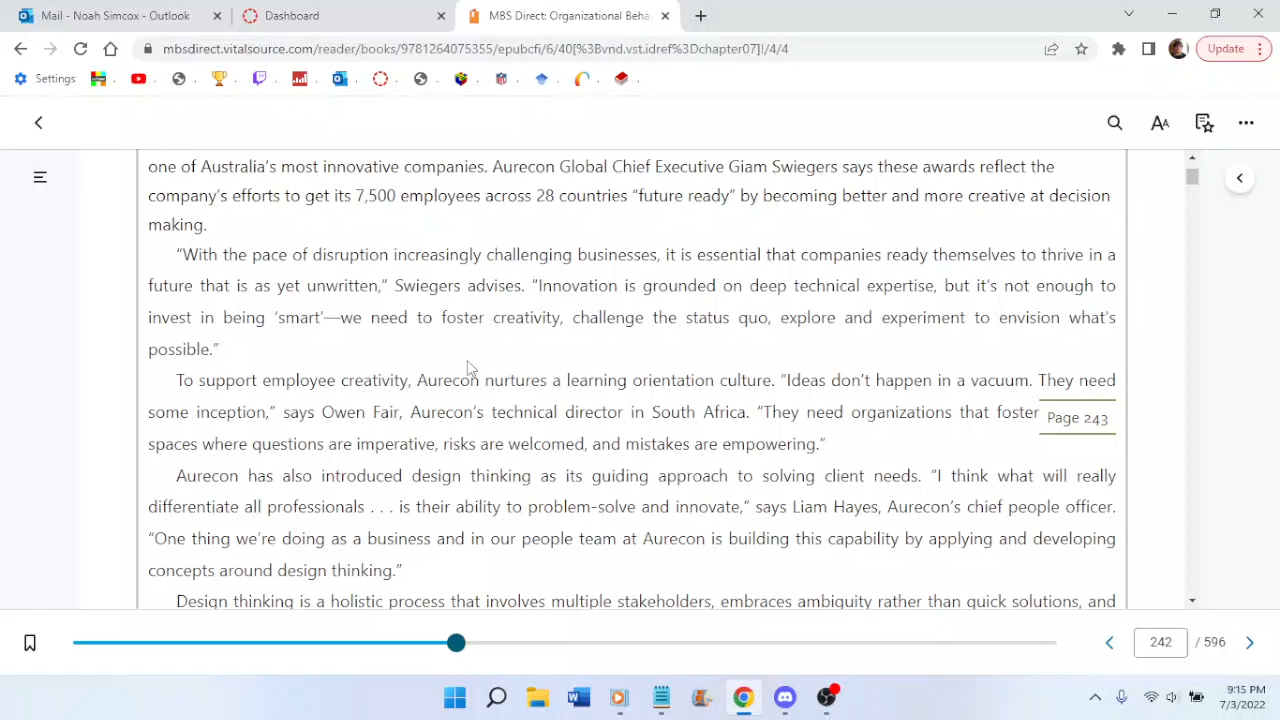 Mail - Noah Simcox - Outlook
Dashboard
MBS Direct: Organizational Beha
mbsdirect.vitalsource.com/reader/books/9781264075355/epubcfi/6/40[%3Bvnd.vst.idref%3Dchapter07]!/4/4
Update
Settings
AA
one of Australia's most innovative companies. Aurecon Global Chief Executive Giam Swiegers says these awards reflect the
company's efforts to get its 7,500 employees across 28 countries “future ready” by becoming better and more creative at decision
making.
“With the pace of disruption increasingly challenging businesses, it is essential that companies ready themselves to thrive in a
future that is as yet unwritten,” Swiegers advises. “Innovation is grounded on deep technical expertise, but it's not enough to
invest in being ‘smart’—we need to foster creativity, challenge the status quo, explore and experiment to envision what's
possible.”
To support employee creativity, Aurecon nurtures a learning orientation culture. “Ideas don't happen in a vacuum. They need
some inception,” says Owen Fair, Aurecon's technical director in South Africa. “They need organizations that foster
Page 243
spaces where questions are imperative, risks are welcomed, and mistakes are empowering.”
Aurecon has also introduced design thinking as its guiding approach to solving client needs. “I think what will really
differentiate all professionals . . . is their ability to problem-solve and innovate,” says Liam Hayes, Aurecon's chief people officer.
“One thing we're doing as a business and in our people team at Aurecon is building this capability by applying and developing
concepts around design thinking.”
Design thinking is a holistic process that involves multiple stakeholders, embraces ambiguity rather than quick solutions, and
242 / 596
9:15 PM
7/3/2022